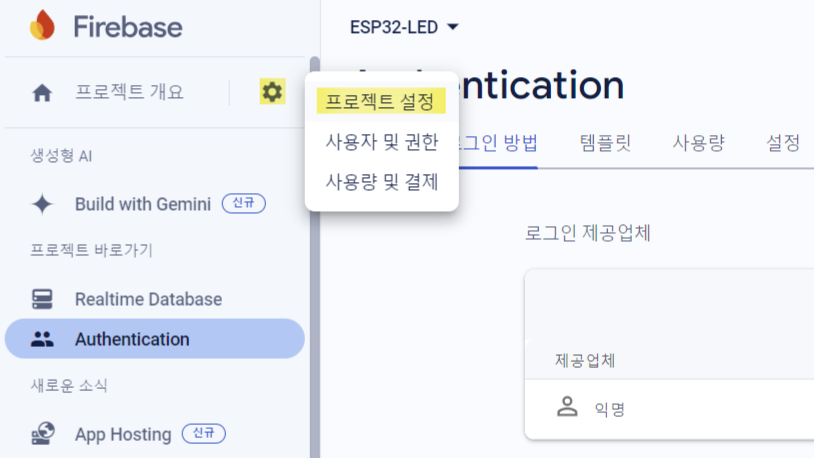 Firebase
프로젝트 개요
생성형 AI
Build with Gemini 신규
프로젝트 바로가기
Realtime Database
Authentication
새로운 소식
App Hosting 신규
ESP32-LED
프로젝트 설정
사용자 및 권한
사용량 및 결제
ntication
로그인 방법 템플릿 사용량 설정
로그인 제공업체
제공업체
익명